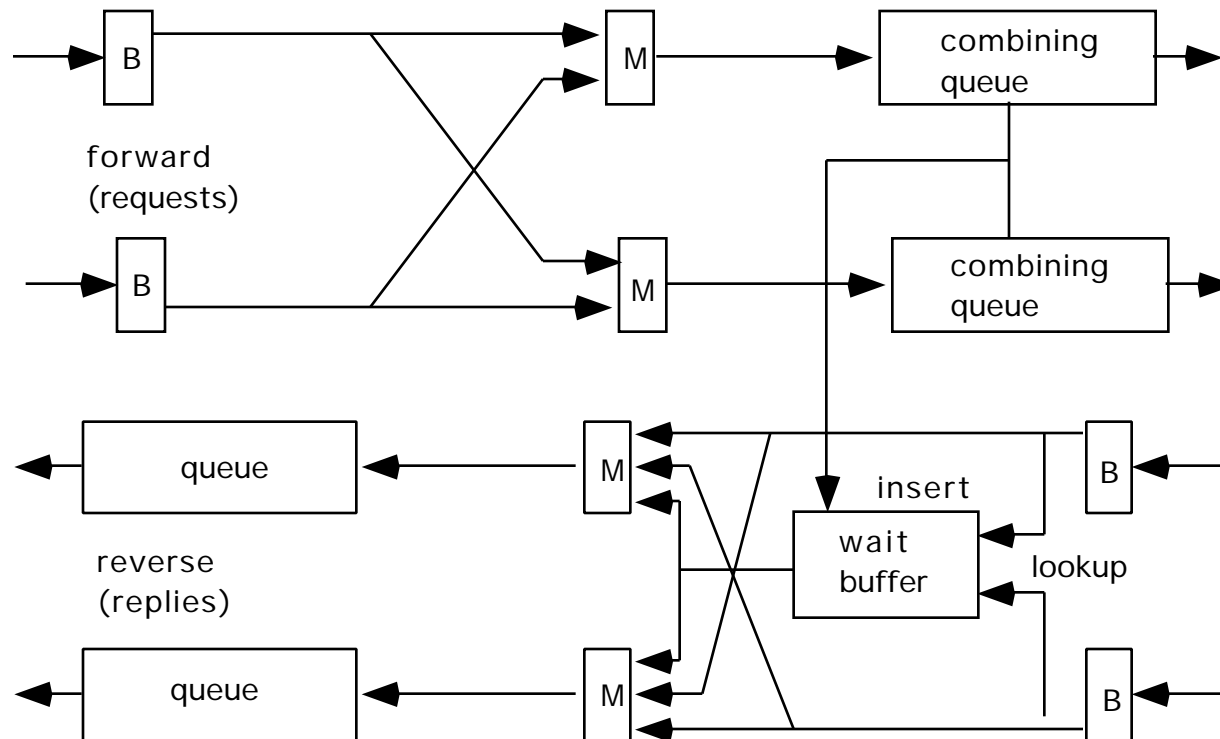 B
M
combining
queue
forward
(requests)
B
M
combining
queue
queue
M
insert
B
wait
buffer
lookup
reverse
(replies)
queue
M
B